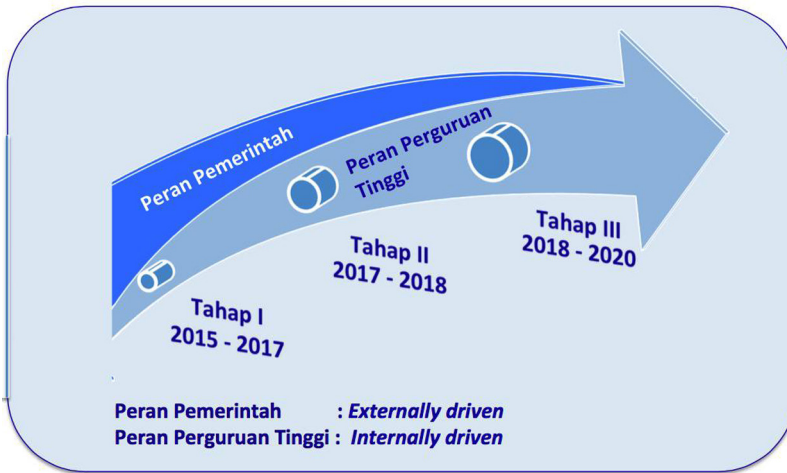 Peran Pemerintah
Peran Perguruan
Tinggi
Tahap I
2015 - 2017
Tahap II
2017 - 2018
Tahap III
2018 - 2020
Peran Pemerintah : Externally driven
Peran Perguruan Tinggi : Internally driven